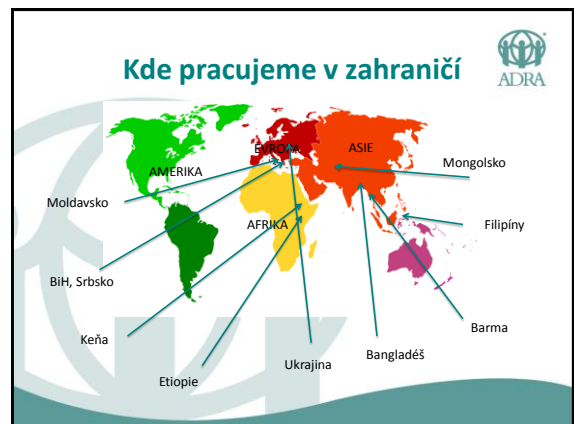 Kde pracujeme v zahraničí
ADRA
EVROPA
ASIE
AMERIKA
Mongolsko
Moldavsko
AFRIKA
Filipíny
BiH, Srbsko
Barma
Keňa
Bangladéš
Ukrajina
Etiopie